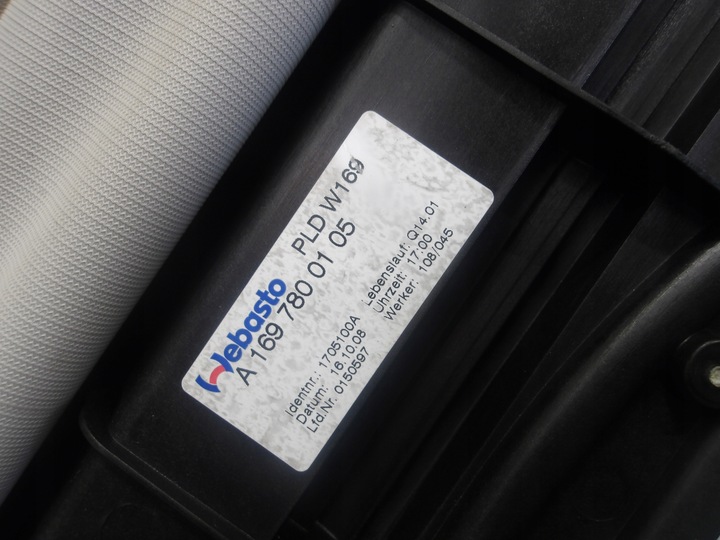 Webasto PLD W169
A 169 780 01 05
Identnr.: 1705100A Lebenslauf: Q14.01
Datum: 16.10.08 Uhrzeit: 17:00
Lfd.Nr. 0150597 Werker: 108/045